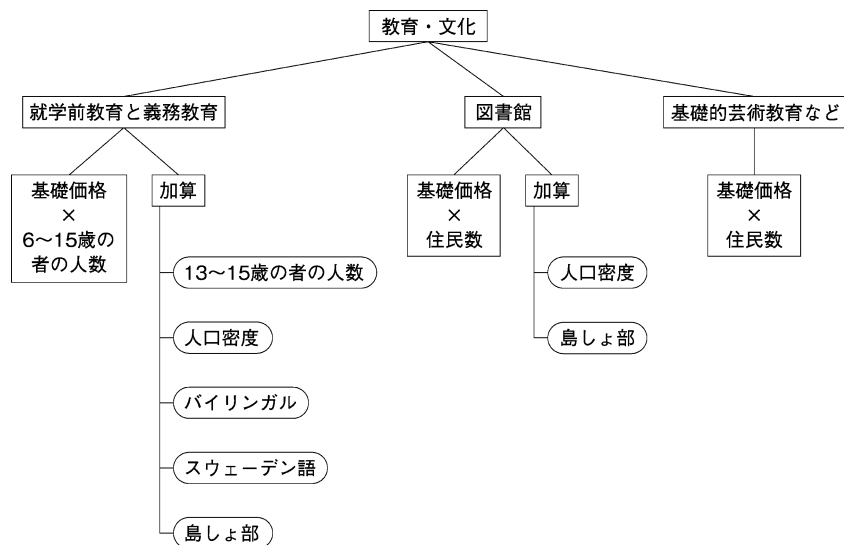 教育・文化
就学前教育と義務教育
図書館
基礎的芸術教育など
基礎価格
×
6〜15歳の
者の人数
加算
13〜15歳の者の人数
人口密度
バイリンガル
スウェーデン語
島しょ部
基礎価格
×
住民数
加算
人口密度
島しょ部
基礎価格
×
住民数